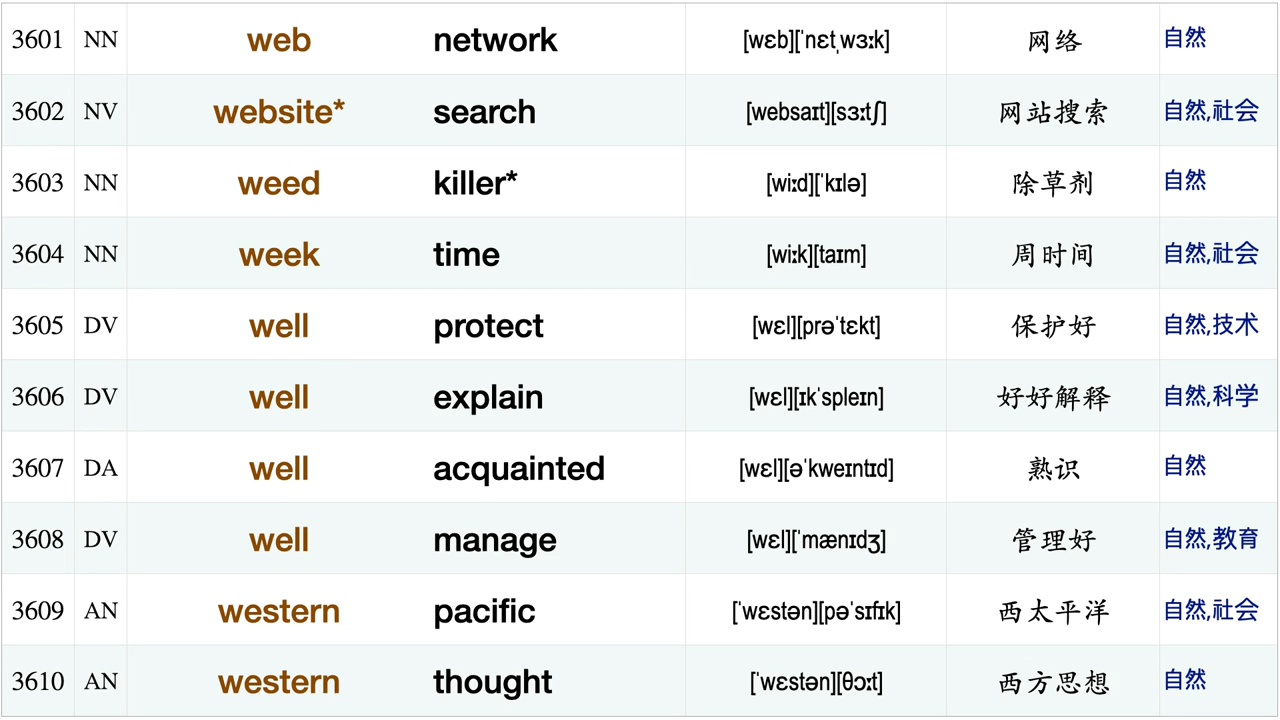 3601 NN web network [wɛb][ˈnɛtˌwɜːk] 网络 自然
3602 NV website* search [websaɪt][sɜːtʃ] 网站搜索 自然,社会
3603 NN weed killer* [wiːd][ˈkɪlə] 除草剂 自然
3604 NN week time [wiːk][taɪm] 周时间 自然,社会
3605 DV well protect [wɛl][prəˈtɛkt] 保护好 自然,技术
3606 DV well explain [wɛl][ɪkˈspleɪn] 好好解释 自然,科学
3607 DA well acquainted [wɛl][əˈkweɪntɪd] 熟识 自然
3608 DV well manage [wɛl][ˈmænɪdʒ] 管理好 自然,教育
3609 AN western pacific [ˈwɛstən][pəˈsɪfɪk] 西太平洋 自然,社会
3610 AN western thought [ˈwɛstən][θɔːt] 西方思想 自然